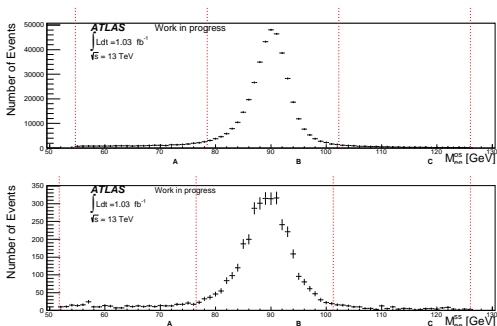 ATLAS Work in progress
∫Ldt =1.03 fb⁻¹
√s = 13 TeV
Number of Events
50000
40000
30000
20000
10000
0
50 60 70 80 90 100 110 120 130
A B C
M^OS_ee [GeV]
ATLAS Work in progress
∫Ldt =1.03 fb⁻¹
√s = 13 TeV
Number of Events
350
300
250
200
150
100
50
0
50 60 70 80 90 100 110 120 130
A B C
M^SS_ee [GeV]